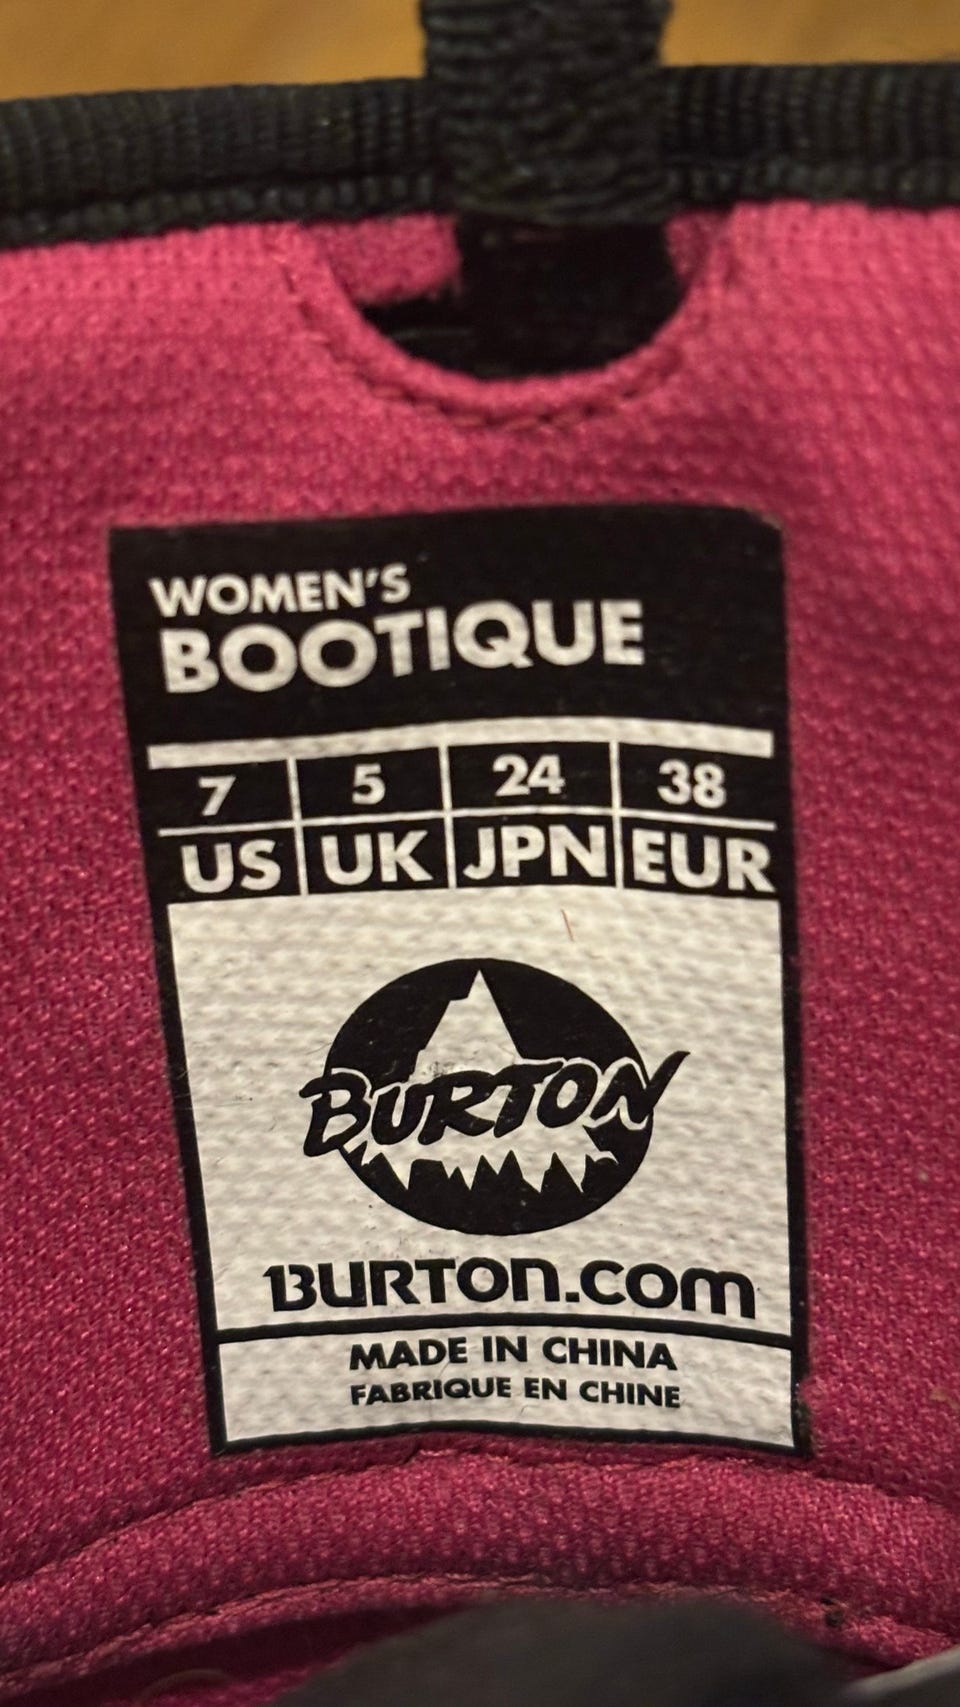 WOMEN'S
BOOTIQUE
7 5 24 38
US UK JPN EUR
BURTON
BURTON.COM
MADE IN CHINA
FABRIQUE EN CHINE